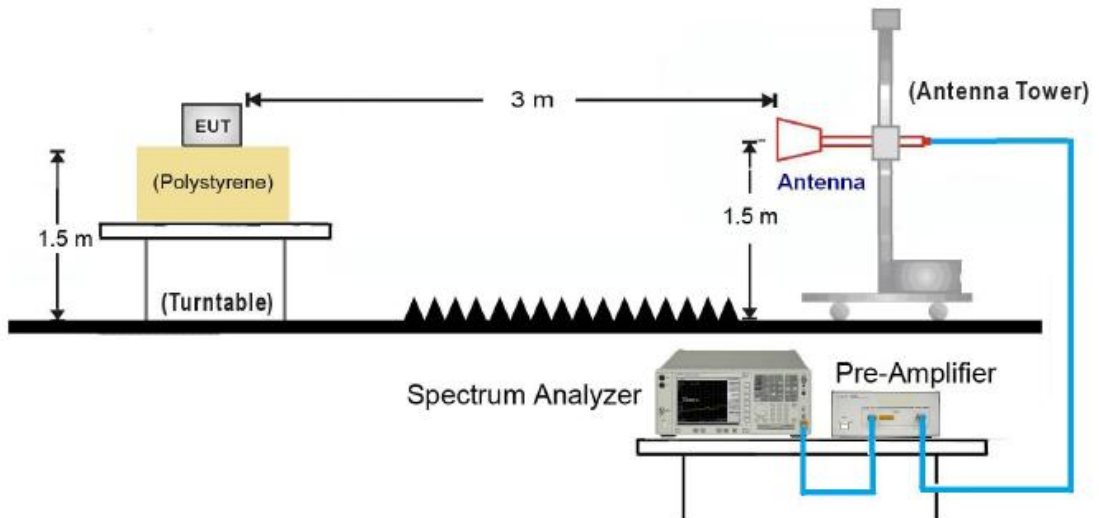 3 m
(Antenna Tower)
EUT
(Polystyrene)
Antenna
1.5 m
1.5 m
(Turntable)
Spectrum Analyzer
Pre-Amplifier